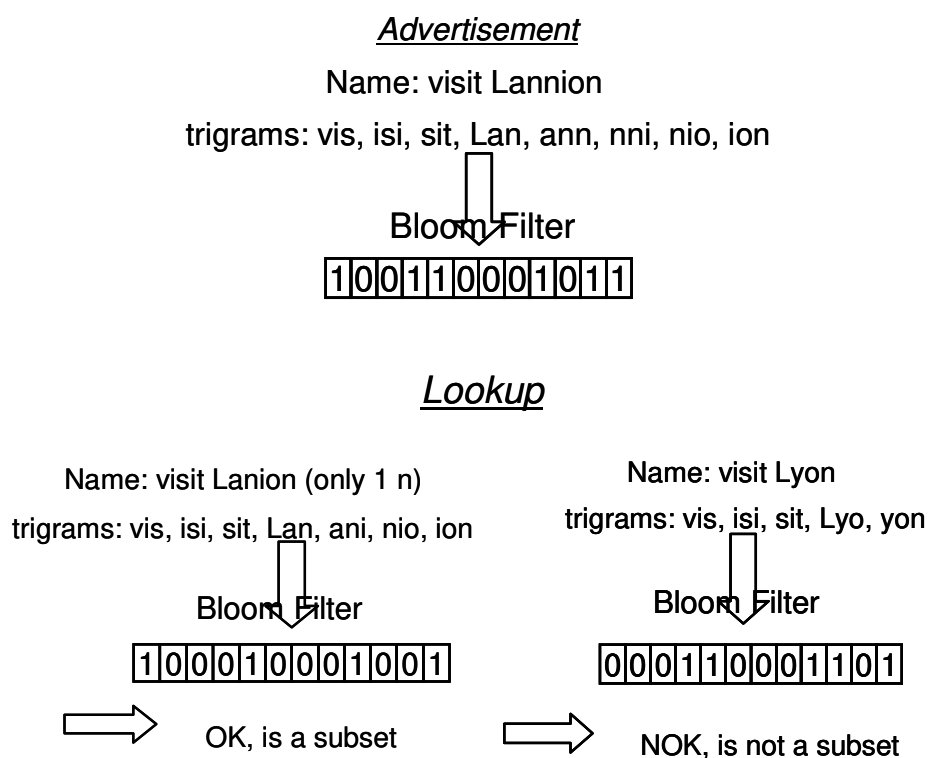 Advertisement
Name: visit Lannion
trigrams: vis, isi, sit, Lan, ann, nni, nio, ion
Bloom Filter
100110001011
Lookup
Name: visit Lanion (only 1 n)
trigrams: vis, isi, sit, Lan, ani, nio, ion
Bloom Filter
100010001001
OK, is a subset
Name: visit Lyon
trigrams: vis, isi, sit, Lyo, yon
Bloom Filter
000110001101
NOK, is not a subset